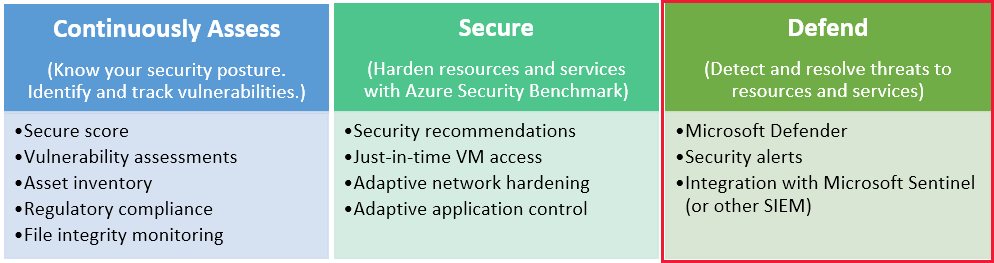 Continuously Assess
(Know your security posture.
Identify and track vulnerabilities.)
•Secure score
•Vulnerability assessments
•Asset inventory
•Regulatory compliance
•File integrity monitoring
Secure
(Harden resources and services
with Azure Security Benchmark)
•Security recommendations
•Just-in-time VM access
•Adaptive network hardening
•Adaptive application control
Defend
(Detect and resolve threats to
resources and services)
•Microsoft Defender
•Security alerts
•Integration with Microsoft Sentinel
(or other SIEM)